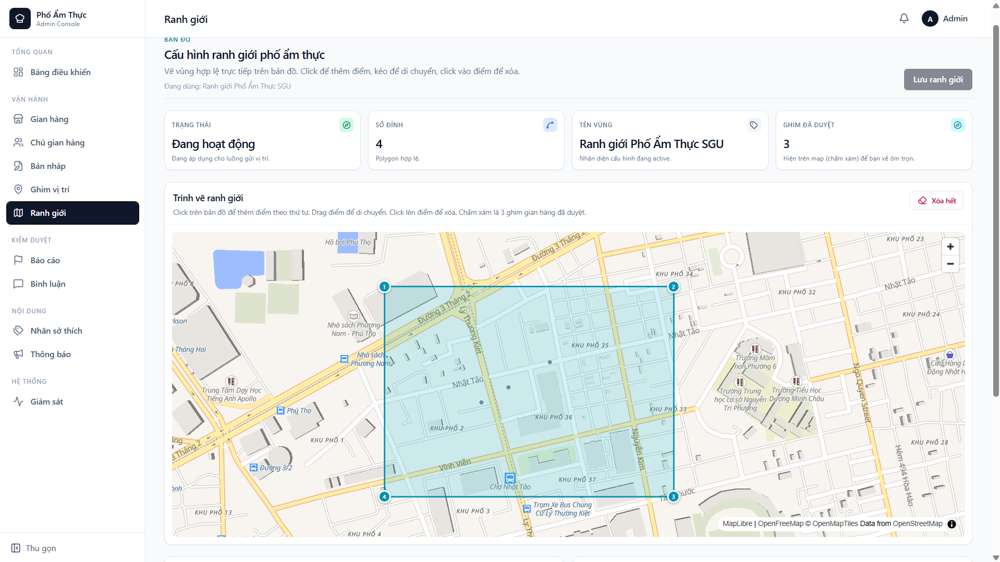 Phố Ẩm Thực
Admin Console
TỔNG QUAN
Bảng điều khiển
VẬN HÀNH
Gian hàng
Chủ gian hàng
Bản nháp
Ghim vị trí
Ranh giới
KIỂM DUYỆT
Báo cáo
Bình luận
NỘI DUNG
Nhãn sở thích
Thông báo
HỆ THỐNG
Giám sát
Thu gọn
Ranh giới
A
Admin
BẢN ĐỒ
Cấu hình ranh giới phố ẩm thực
Vẽ vùng hợp lệ trực tiếp trên bản đồ. Click để thêm điểm, kéo để di chuyển, click vào điểm để xóa.
Đang dùng: Ranh giới Phố Ẩm Thực SGU
Lưu ranh giới
TRẠNG THÁI
Đang hoạt động
Đang áp dụng cho luồng gửi vị trí.
SỐ ĐỈNH
4
Polygon hợp lệ.
TÊN VÙNG
Ranh giới Phố Ẩm Thực SGU
Nhận diện cấu hình đang active.
GHIM ĐÃ DUYỆT
3
Hiện trên map (chấm xám) để bạn vẽ ôm trọn.
Trình vẽ ranh giới
Click trên bản đồ để thêm điểm theo thứ tự. Drag điểm để di chuyển. Click lên điểm để xóa. Chấm xám là 3 ghim gian hàng đã duyệt.
Xóa hết
Hồ bơi Phú Thọ
Đường 3 Tháng 2
KHU PHỐ 23
+
−
KHU PHỐ 34
KHU PHỐ 8
1
2
KHU PHỐ 32
Nhật Tảo
Đường 3 Tháng 2
Ly Thuong Kiet
kson
Nhà sách Phương
Nam - Phú Thọ
KHU PHỐ 24
Nhật Tảo
KHU PHỐ 35
Tháng Hai
Nhà sách
Phương Nam
Trường Mầm
non Phường 6
Cửa Hàng D
Động Nhật H
Ngo Quyen Street
Nhật Tảo
Trung Tâm Dạy Học
Tiếng Anh Apollo
Trường Trung
học cơ sở Nguyễn
Tri Phương
Trường Tiểu Học
Dương Minh Châu
Phú Thọ
KHU PHỐ 33
KHU PHỐ 36
KHU PHỐ 2
KHU PHỐ 1
3 Tháng 2
Nguyễn Kim
KHU PHỐ 28
Vĩnh Viễn
Đường 3/2
Hẻm 494 Hòa Hảo
KHU PHỐ 37
Chợ Nhật Tảo
ành
4
3
ước
Trạm Xe Bus Chung
Cư Lý Thường Kiệt
KHU PHỐ 13
KHU PHỐ 3
Ly Th
KHU PHỐ 4
MapLibre | OpenFreeMap © OpenMapTiles Data from OpenStreetMap